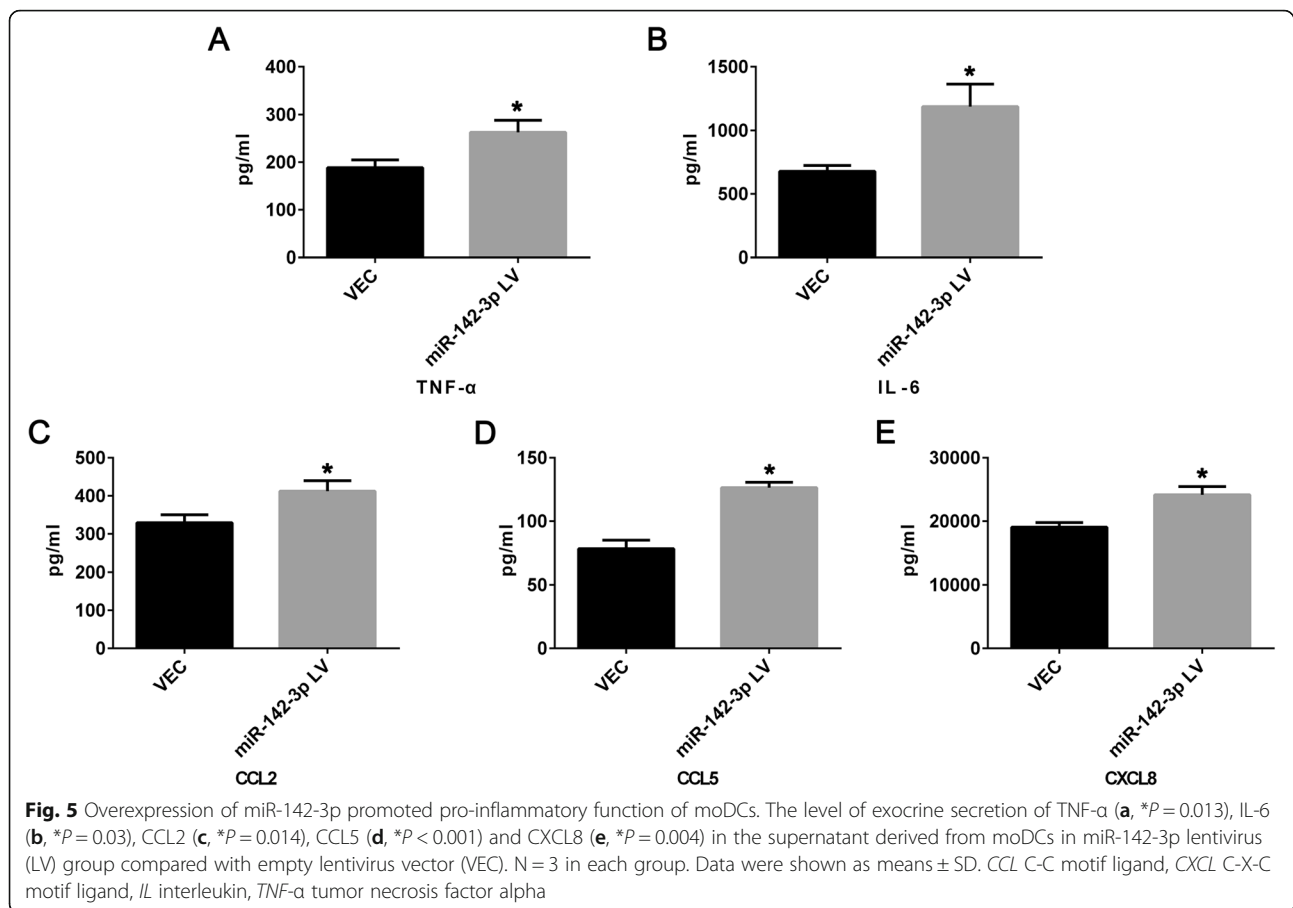 A
400
300
200
100
0
pg/ml
*
VEC
miR-142-3p LV
TNF-α
B
1500
1000
500
0
pg/ml
*
VEC
miR-142-3p LV
IL -6
C
500
400
300
200
100
0
pg/ml
*
VEC
miR-142-3p LV
CCL2
D
150
100
50
0
pg/ml
*
VEC
miR-142-3p LV
CCL5
E
30000
20000
10000
0
pg/ml
*
VEC
miR-142-3p LV
CXCL8
Fig. 5 Overexpression of miR-142-3p promoted pro-inflammatory function of moDCs. The level of exocrine secretion of TNF-α (a, *P = 0.013), IL-6
(b, *P = 0.03), CCL2 (c, *P = 0.014), CCL5 (d, *P < 0.001) and CXCL8 (e, *P = 0.004) in the supernatant derived from moDCs in miR-142-3p lentivirus
(LV) group compared with empty lentivirus vector (VEC). N = 3 in each group. Data were shown as means ± SD. CCL C-C motif ligand, CXCL C-X-C
motif ligand, IL interleukin, TNF-α tumor necrosis factor alpha